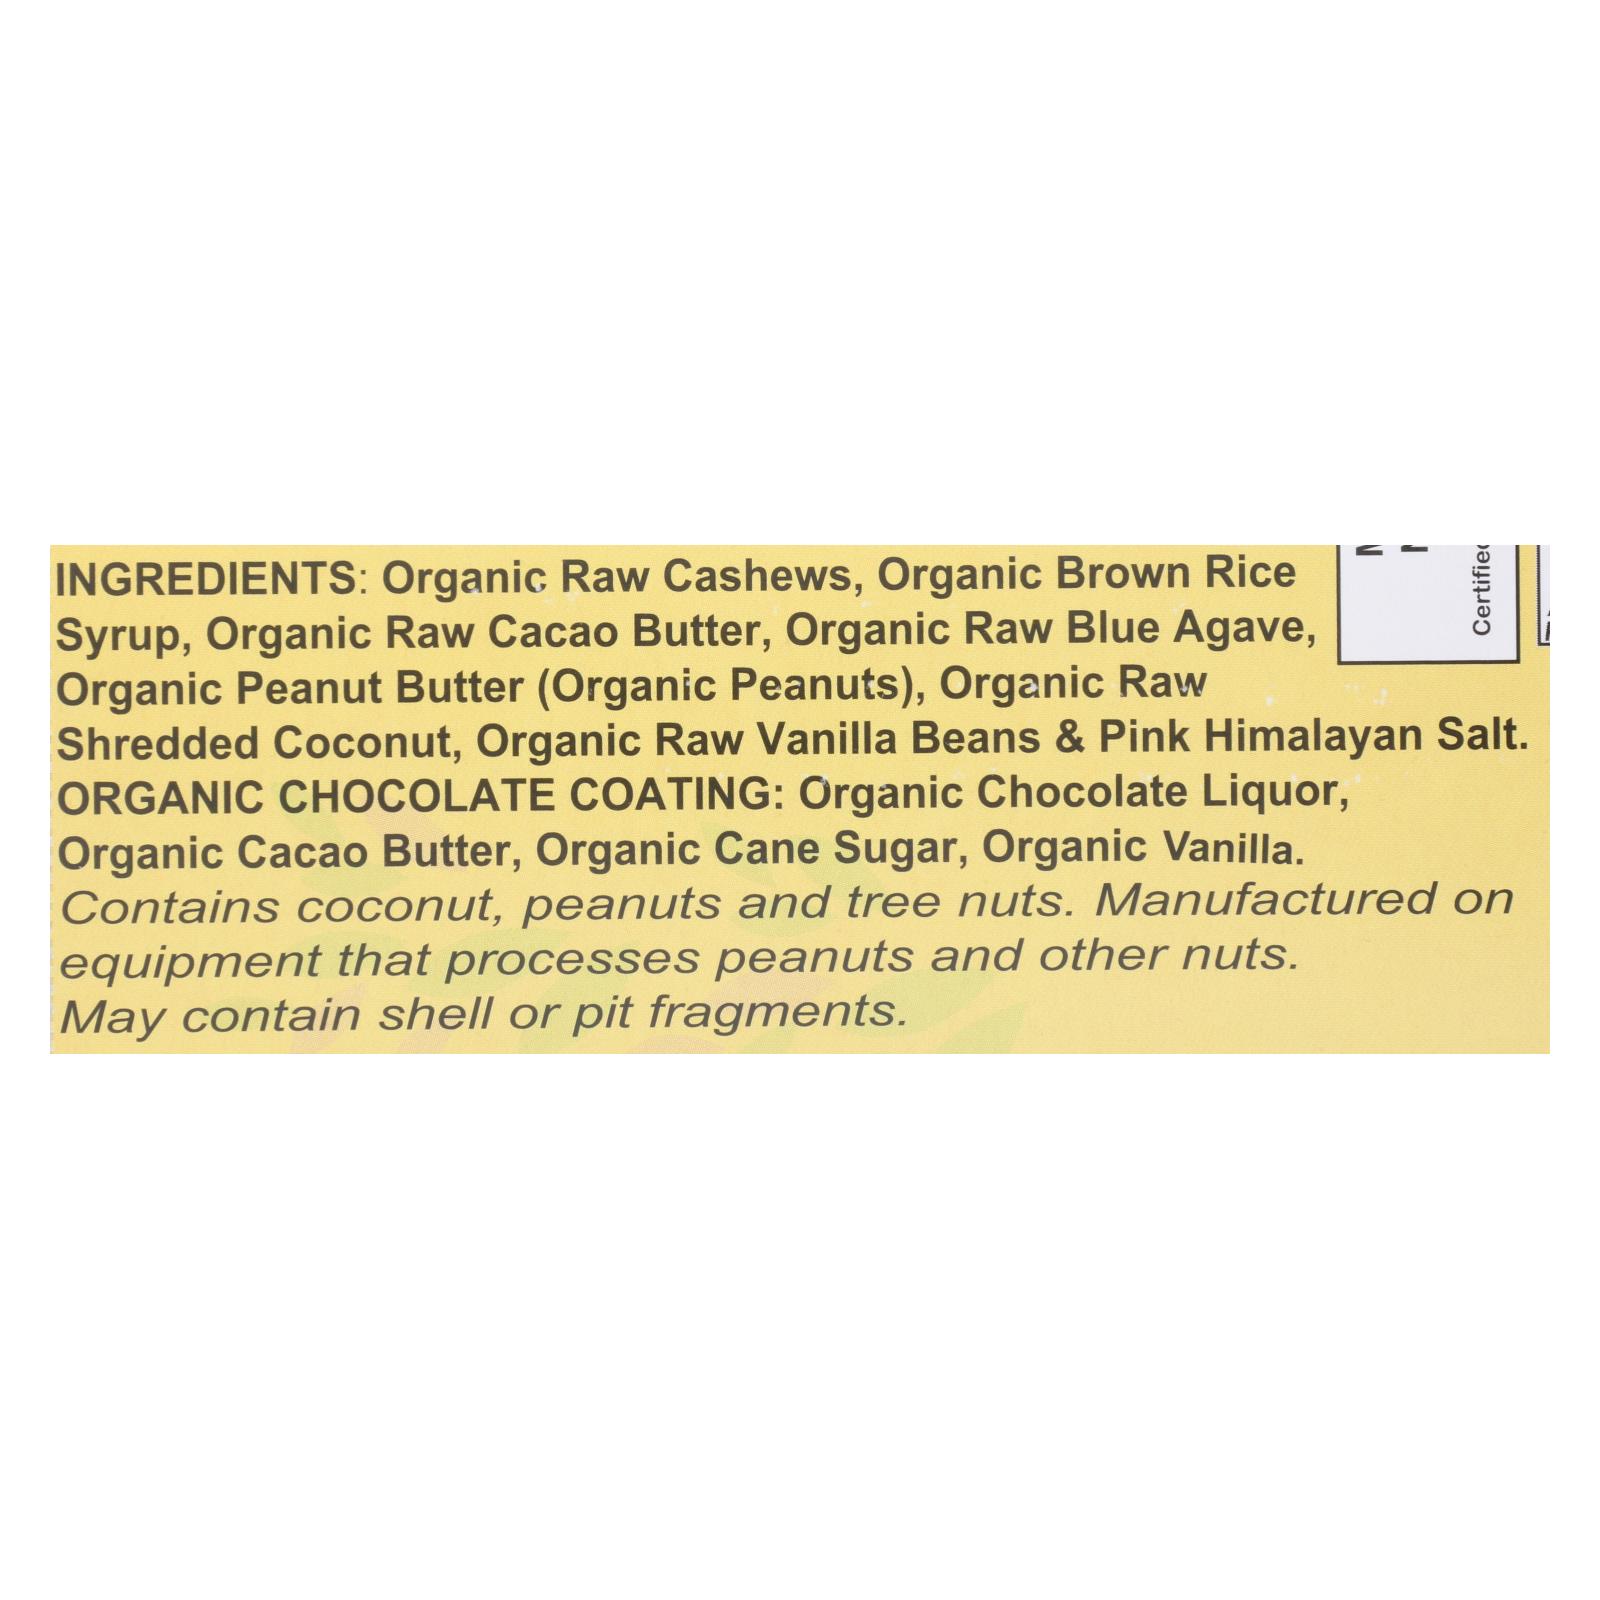 INGREDIENTS: Organic Raw Cashews, Organic Brown Rice
Syrup, Organic Raw Cacao Butter, Organic Raw Blue Agave,
Organic Peanut Butter (Organic Peanuts), Organic Raw
Shredded Coconut, Organic Raw Vanilla Beans & Pink Himalayan Salt.
ORGANIC CHOCOLATE COATING: Organic Chocolate Liquor,
Organic Cacao Butter, Organic Cane Sugar, Organic Vanilla.
Contains coconut, peanuts and tree nuts. Manufactured on
equipment that processes peanuts and other nuts.
May contain shell or pit fragments.
Certified